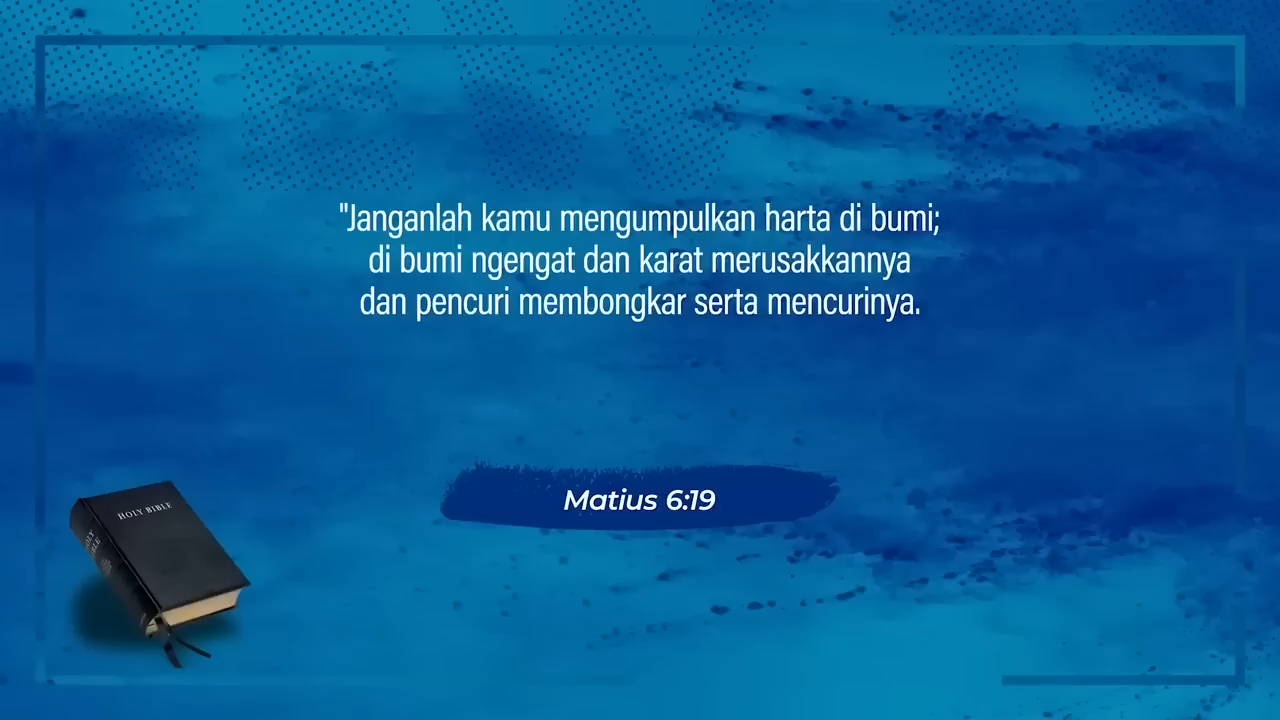 "Janganlah kamu mengumpulkan harta di bumi;
di bumi ngengat dan karat merusakkannya
dan pencuri membongkar serta mencurinya.
Matius 6:19
HOLY BIBLE